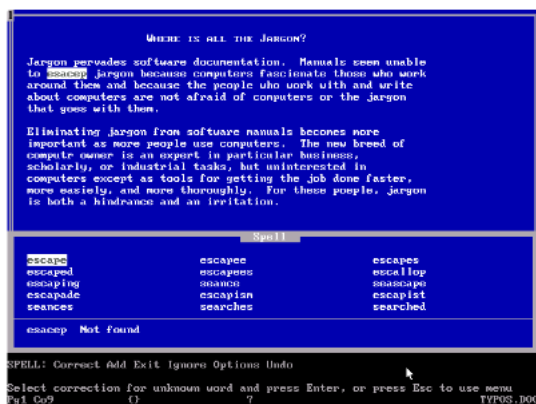 WHERE IS ALL THE JARGON?
Jargon pervades software documentation. Manuals seem unable
to esacep jargon because computers fascienate those who work
around them and because the people who work with and write
about computers are not afraid of computers or the jargon
that goes with them.
Eliminating jargon from software manuals becomes more
important as more people use computers. The new breed of
computr owner is an expert in particular business,
scholarly, or industrial tasks, but uninterested in
computers except as tools for getting the job done faster,
more easiely, and more thoroughly. For these poeple, jargon
is both a hindrance and an irritation.
Spell
escape escapee escapes
escaped escapees escallop
escaping seance seascape
escapade escapism escapist
seances searches searched
esacep Not found
SPELL: Correct Add Exit Ignore Options Undo
Select correction for unknown word and press Enter, or press Esc to use menu
Pg1 Co9 {} ? TYPOS.DOC